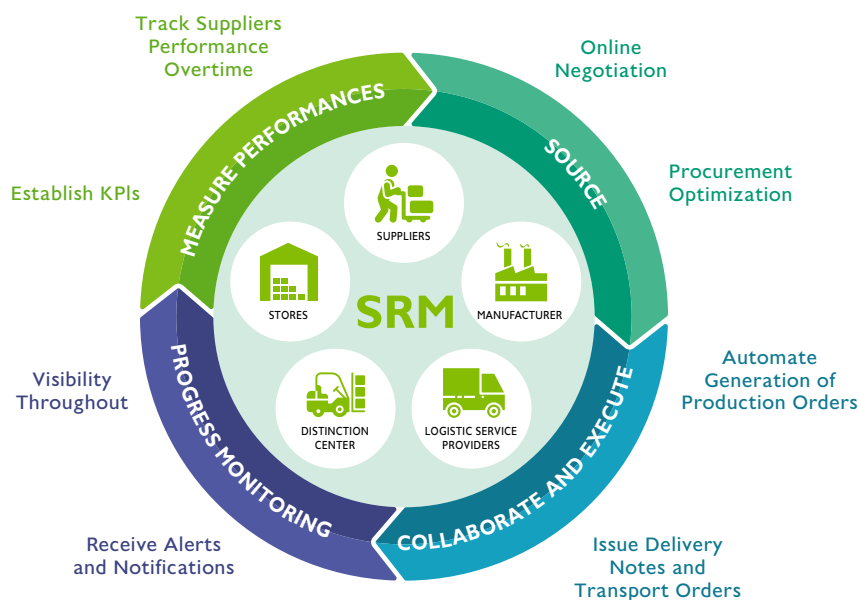 Track Suppliers
Performance
Overtime
Online
Negotiation
Establish KPIs
Procurement
Optimization
MEASURE PERFORMANCES
SOURCE
SUPPLIERS
STORES
SRM
MANUFACTURER
DISTINCTION
CENTER
LOGISTIC SERVICE
PROVIDERS
PROGRESS MONITORING
COLLABORATE AND EXECUTE
Visibility
Throughout
Automate
Generation of
Production Orders
Receive Alerts
and Notifications
Issue Delivery
Notes and
Transport Orders